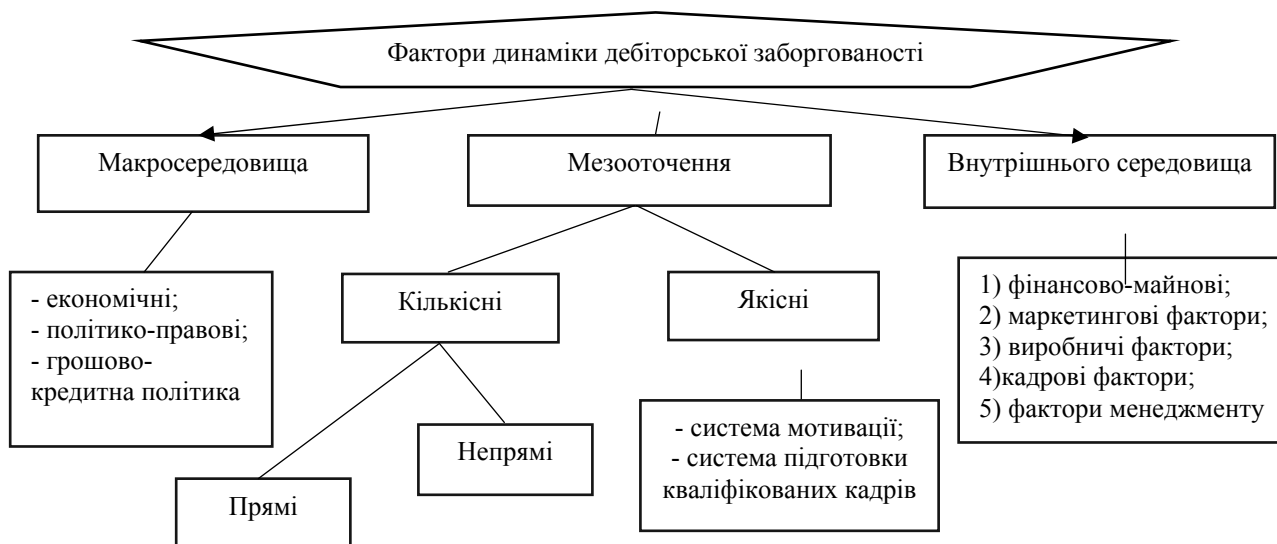 Фактори динаміки дебіторської заборгованості
Макросередовища
Мезооточення
Внутрішнього середовища
- економічні;
- політико-правові;
- грошово-
кредитна політика
Кількісні
Якісні
1) фінансово-майнові;
2) маркетингові фактори;
3) виробничі фактори;
4)кадрові фактори;
5) фактори менеджменту
Прямі
Непрямі
- система мотивації;
- система підготовки
кваліфікованих кадрів